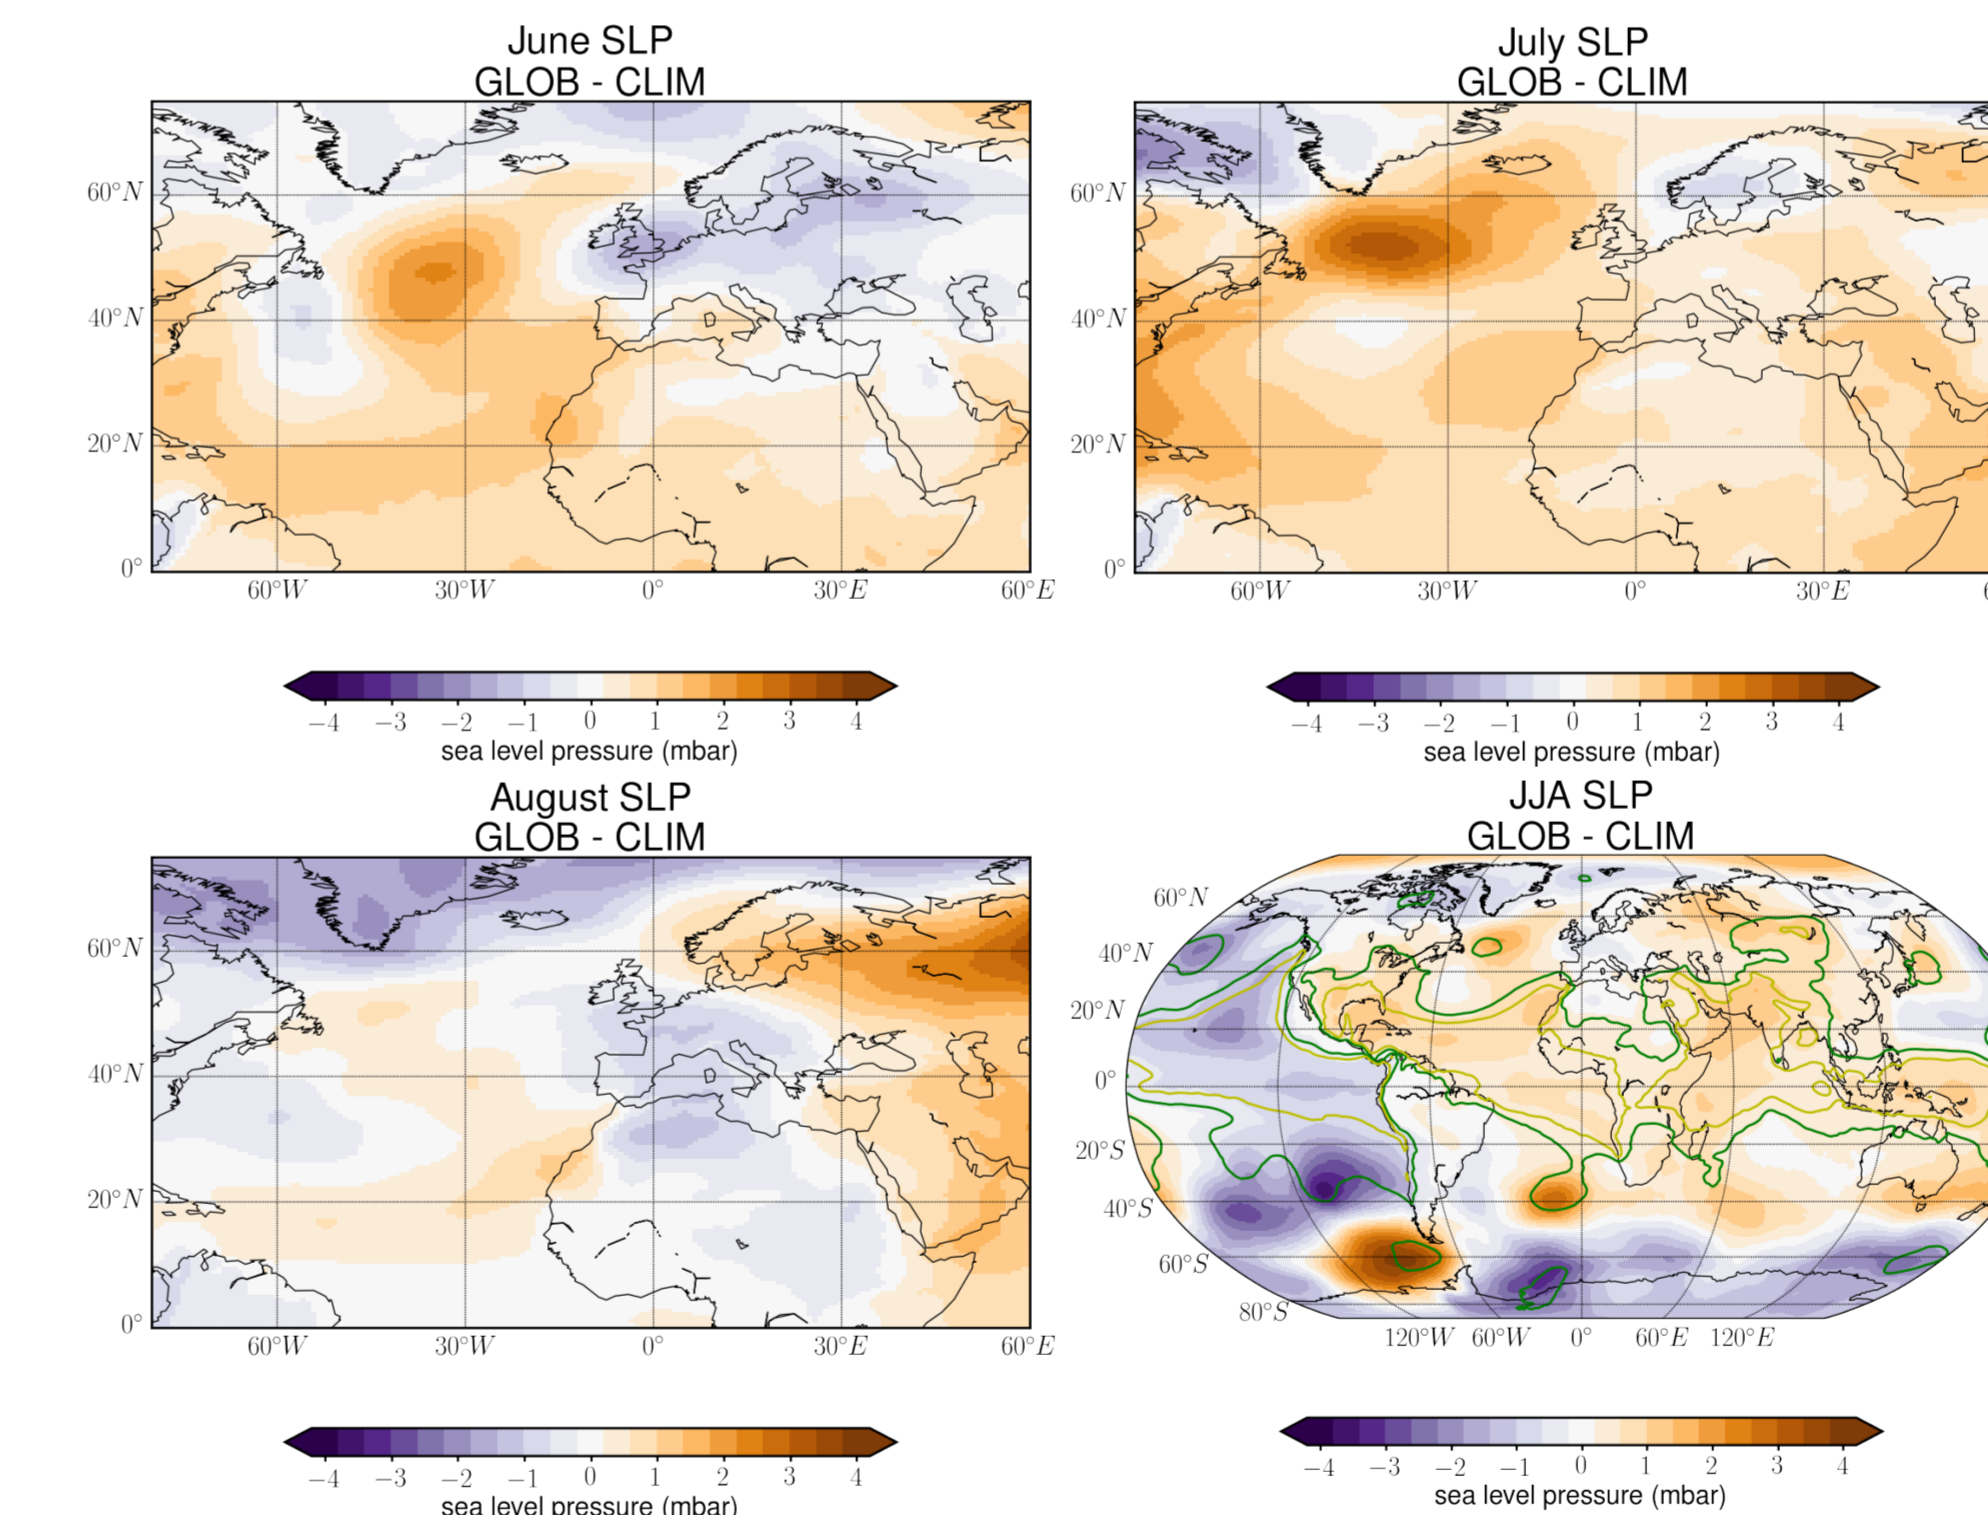 June SLP
GLOB - CLIM
60°N
40°N
20°N
0°
60°W 30°W 0° 30°E 60°E
−4 −3 −2 −1 0 1 2 3 4
sea level pressure (mbar)
July SLP
GLOB - CLIM
60°N
40°N
20°N
0°
60°W 30°W 0° 30°E
−4 −3 −2 −1 0 1 2 3 4
sea level pressure (mbar)
August SLP
GLOB - CLIM
60°N
40°N
20°N
0°
60°W 30°W 0° 30°E 60°E
−4 −3 −2 −1 0 1 2 3 4
sea level pressure (mbar)
JJA SLP
GLOB - CLIM
60°N
40°N
20°N
0°
20°S
40°S
60°S
80°S
120°W 60°W 0° 60°E 120°E
−4 −3 −2 −1 0 1 2 3 4
sea level pressure (mbar)